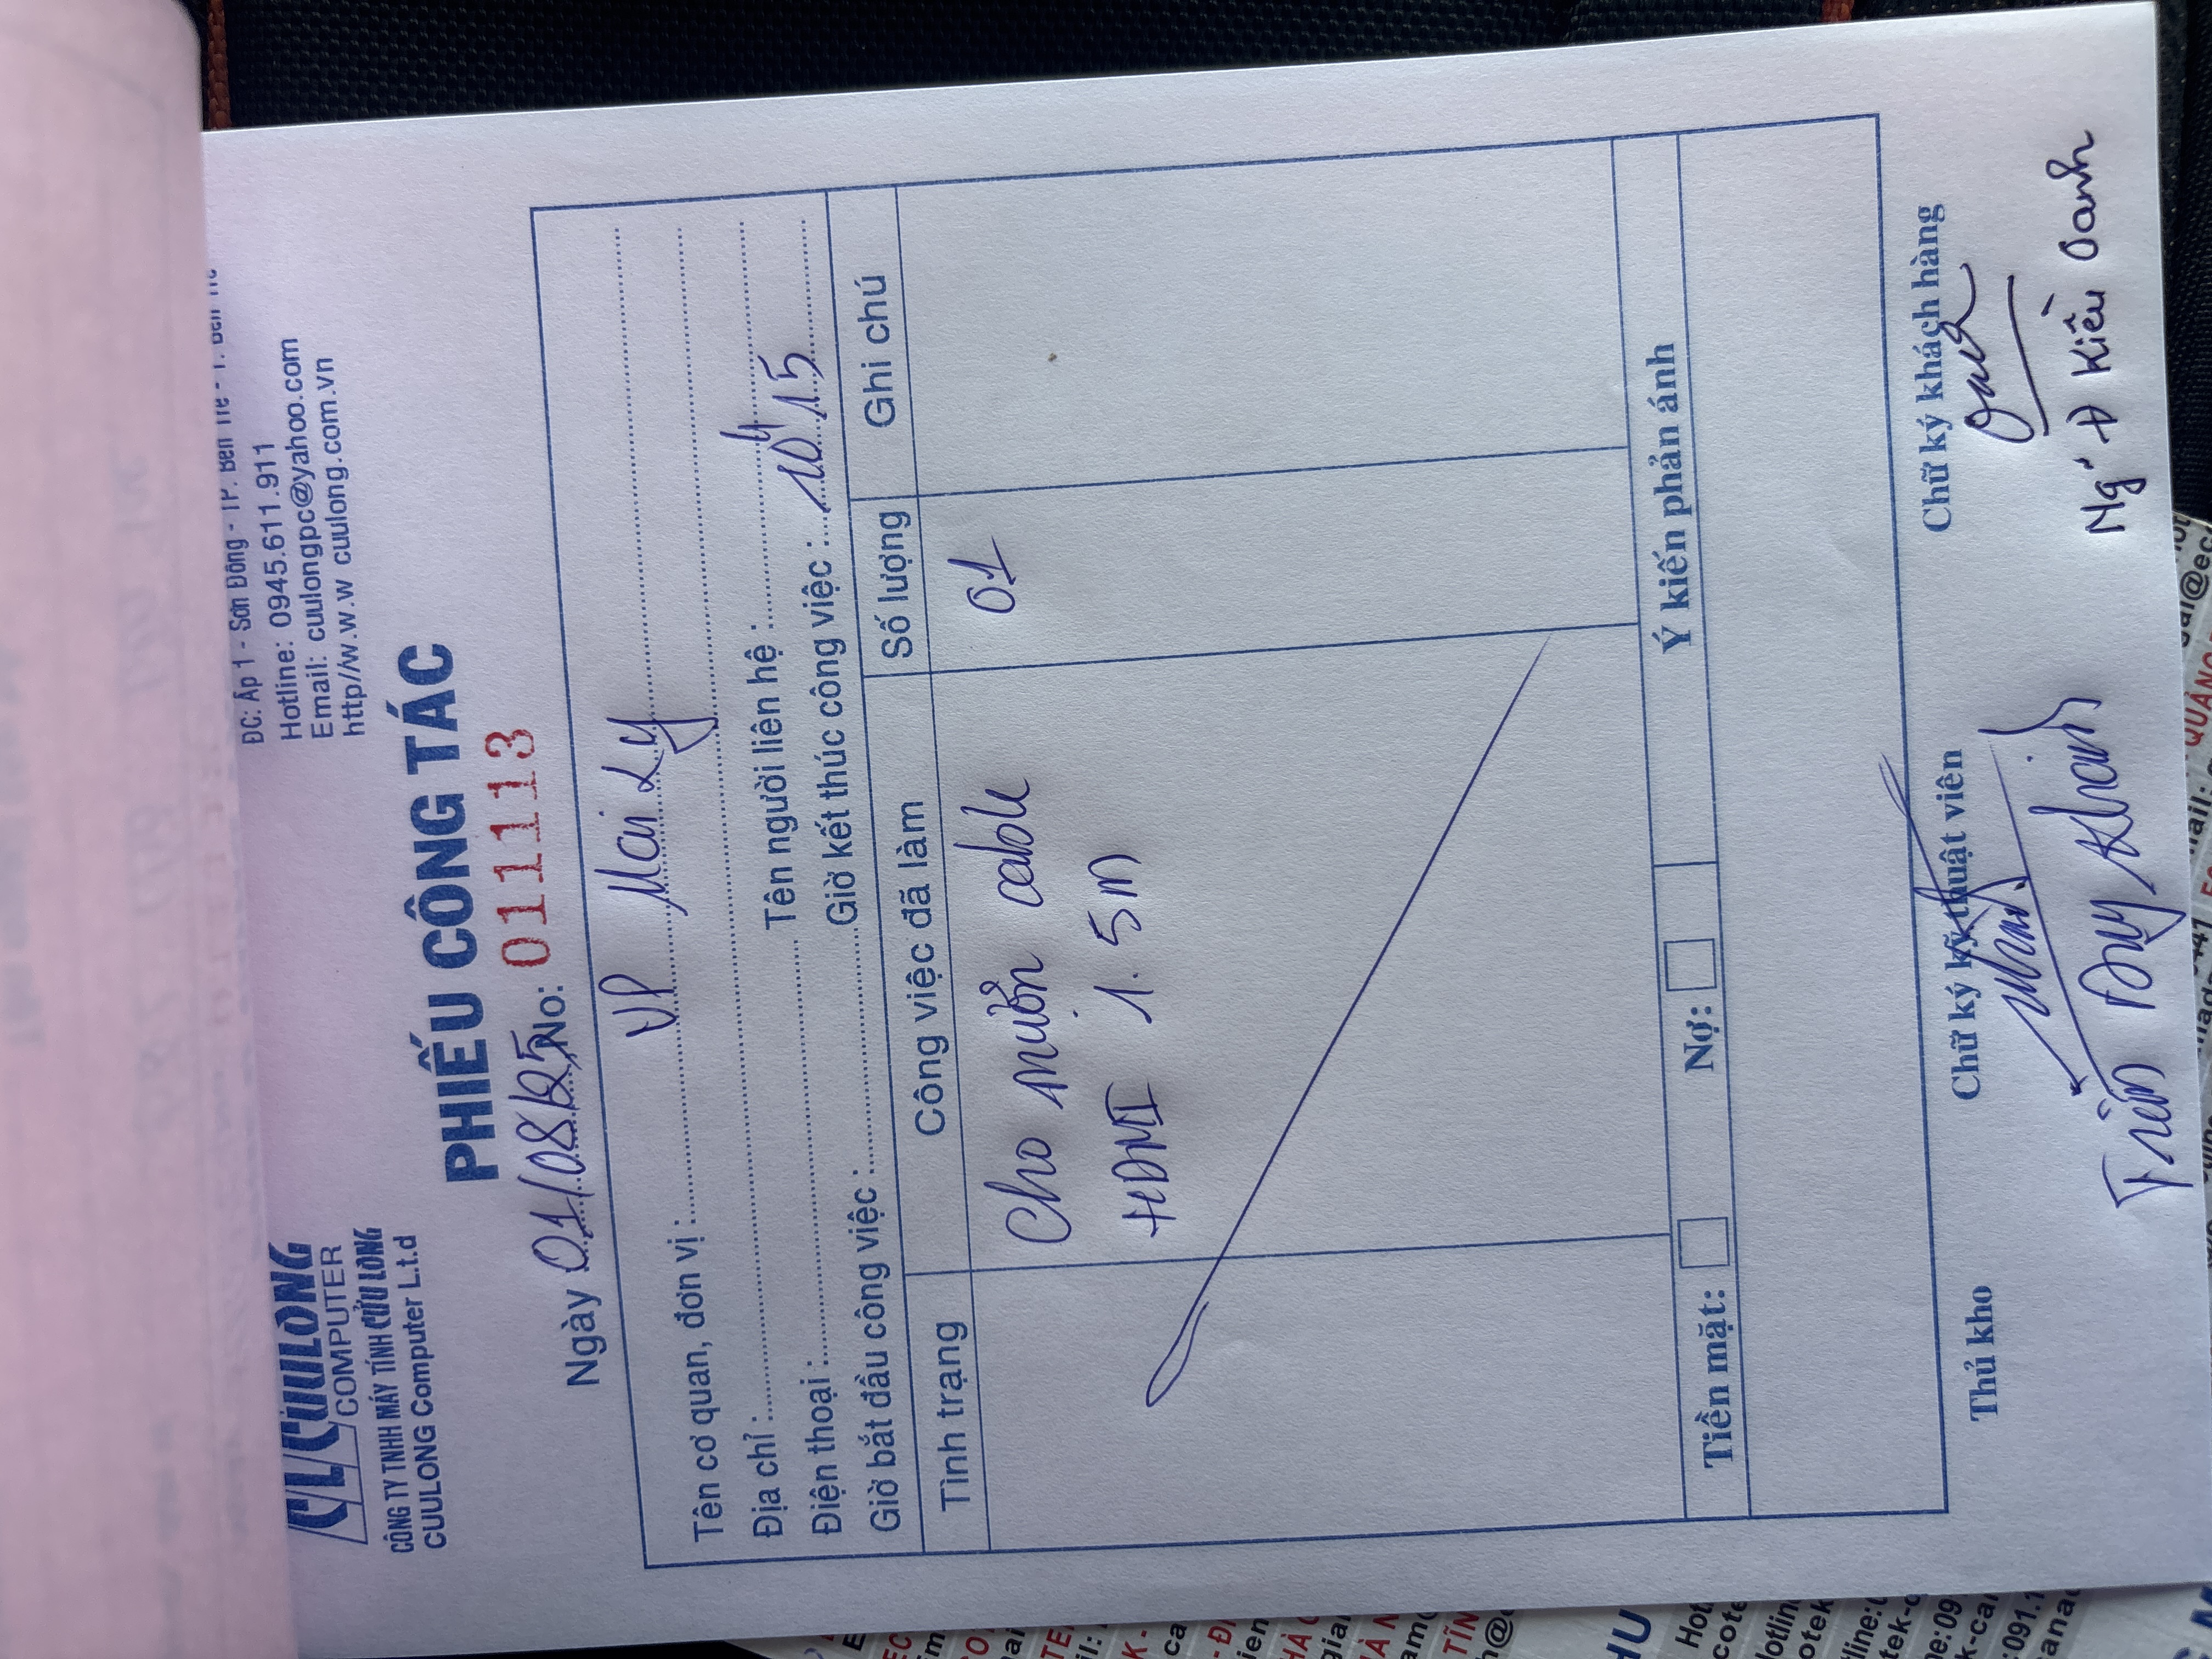 CL CỬULONG
COMPUTER
CÔNG TY TNHH MÁY TÍNH CỬU LONG
CUULONG Computer L.t.d
ĐC: Ấp 1 - Sơn Đông - TP. Bến Tre - T. Bến Tre
Hotline: 0945.611.911
Email: cuulongpc@yahoo.com
http//w.w.w cuulong.com.vn
PHIẾU CÔNG TÁC
Ngày 01/08/25 No: 011113
Tên cơ quan, đơn vị: VP Mai Ly
Địa chỉ:
Điện thoại: Tên người liên hệ:
Giờ bắt đầu công việc: Giờ kết thúc công việc: 10h15
Tình trạng Công việc đã làm Số lượng Ghi chú
Cho mượn cable 01
HDMI 1.5m
Tiền mặt: Nợ: Ý kiến phản ánh
Thủ kho Chữ ký kỹ thuật viên Chữ ký khách hàng
Trần Duy Khánh
Kiều Oanh